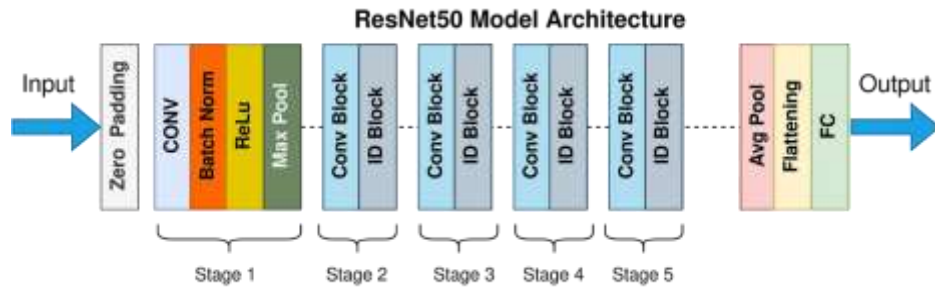 ResNet50 Model Architecture
Input
Zero Padding
CONV
Batch Norm
ReLu
Max Pool
Conv Block
ID Block
Conv Block
ID Block
Conv Block
ID Block
Conv Block
ID Block
Avg Pool
Flattening
FC
Output
Stage 1
Stage 2
Stage 3
Stage 4
Stage 5